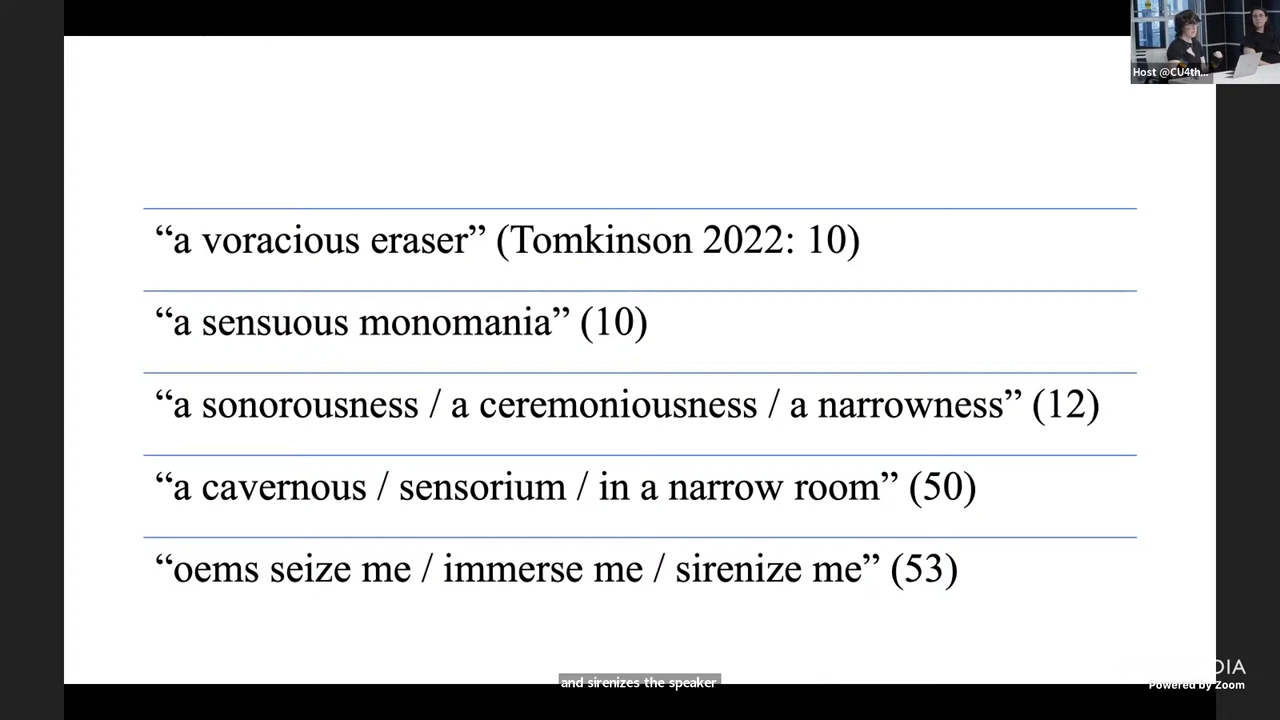 Host @CU4th...
“a voracious eraser” (Tomkinson 2022: 10)
“a sensuous monomania” (10)
“a sonorousness / a ceremoniousness / a narrowness” (12)
“a cavernous / sensorium / in a narrow room” (50)
“oems seize me / immerse me / sirenize me” (53)
DIA
and sirenizes the speaker
Powered by Zoom